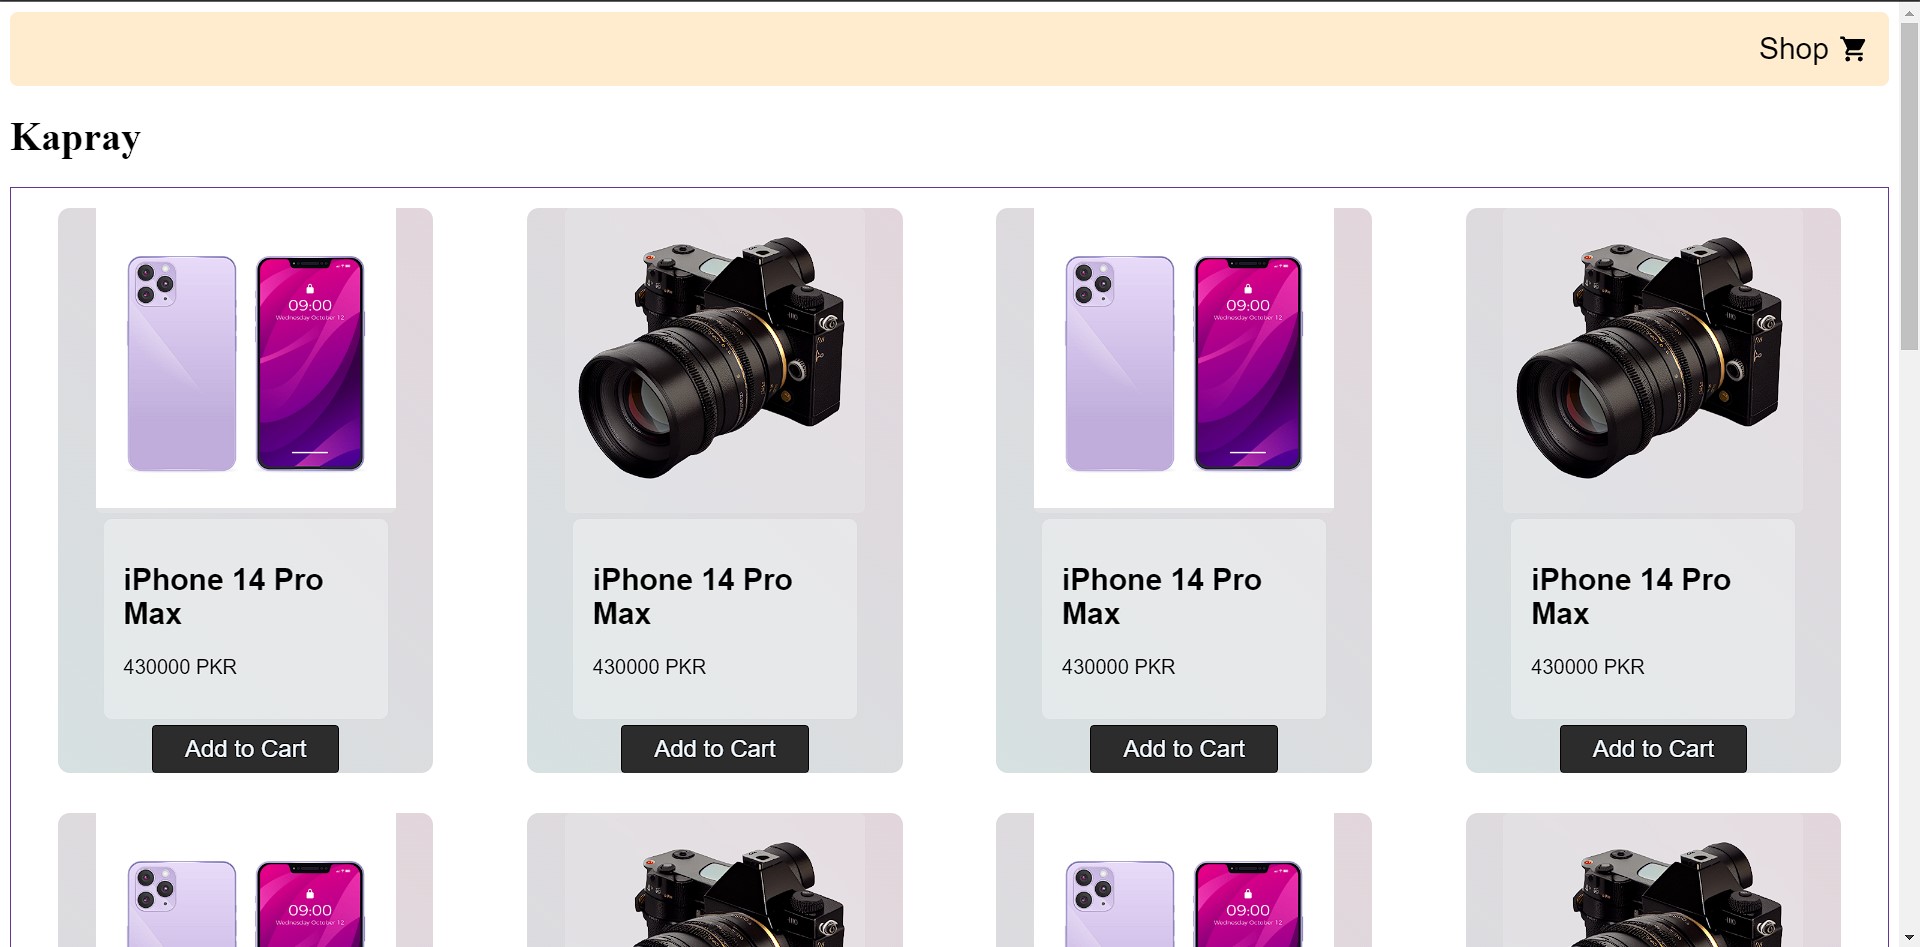 Shop
Kapray
09:00
Wednesday October 12
09:00
Wednesday October 12
iPhone 14 Pro
Max
430000 PKR
Add to Cart
iPhone 14 Pro
Max
430000 PKR
Add to Cart
iPhone 14 Pro
Max
430000 PKR
Add to Cart
iPhone 14 Pro
Max
430000 PKR
Add to Cart
09:00
Wednesday October 12
09:00
Wednesday October 12